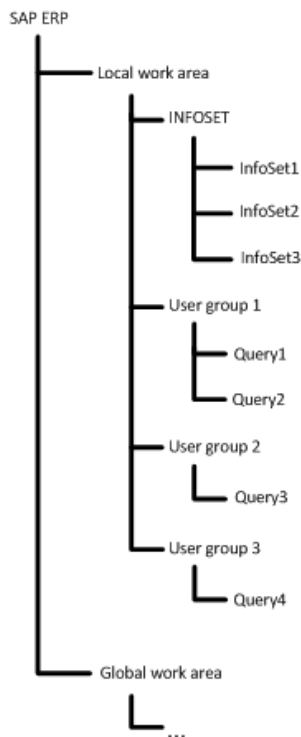 SAP ERP
Local work area
INFOSET
InfoSet1
InfoSet2
InfoSet3
User group 1
Query1
Query2
User group 2
Query3
User group 3
Query4
Global work area
...